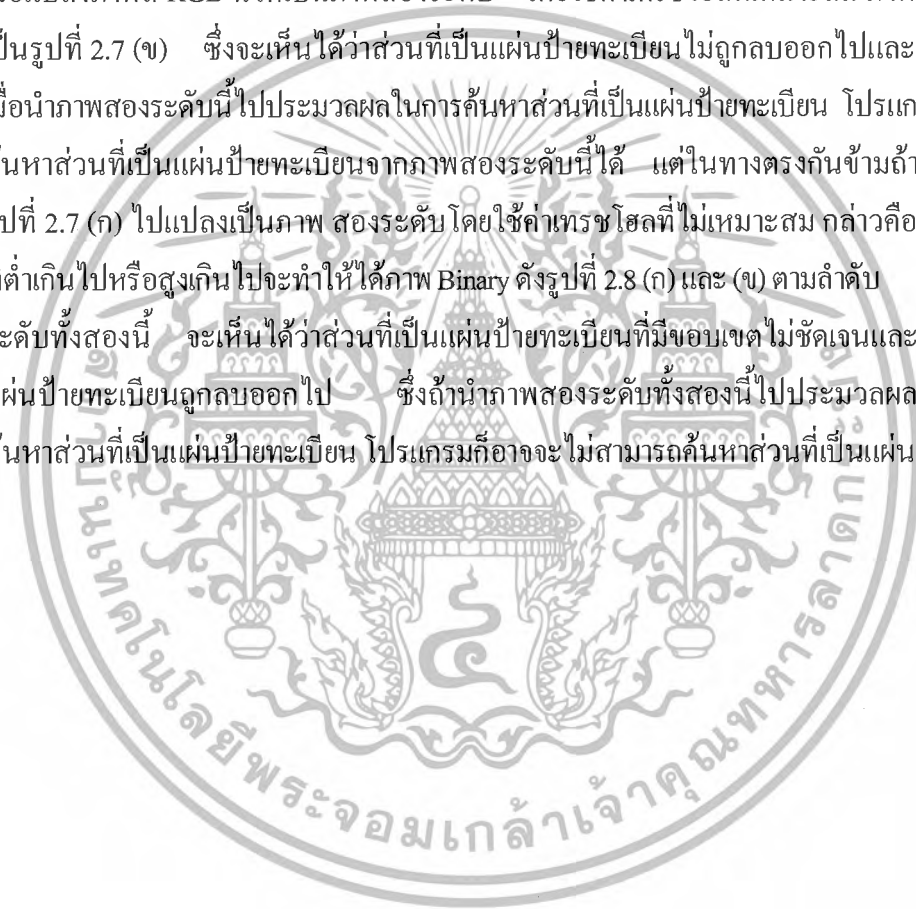 เป็นรูปที่ 2.7 (ข) ซึ่งจะเห็นได้ว่าส่วนที่เป็นแผ่นป้ายทะเบียนไม่ถูกลบออกไปและ
มื่อนำภาพสองระดับนี้ไปประมวลผลในการค้นหาส่วนที่เป็นแผ่นป้ายทะเบียน โปรแก
้นหาส่วนที่เป็นแผ่นป้ายทะเบียนจากภาพสองระดับนี้ได้ แต่ในทางตรงกันข้ามถ้า
ปที่ 2.7 (ก) ไปแปลงเป็นภาพ สองระดับโดยใช้ค่าเทรชโฮลที่ไม่เหมาะสม กล่าวคือ
ต่ำเกินไปหรือสูงเกินไปจะทำให้ได้ภาพ Binary ดังรูปที่ 2.8 (ก) และ (ข) ตามลำดับ
ะดับทั้งสองนี้ จะเห็นได้ว่าส่วนที่เป็นแผ่นป้ายทะเบียนที่มีขอบเขตไม่ชัดเจนและ
ผ่นป้ายทะเบียนถูกลบออกไป ซึ่งถ้านำภาพสองระดับทั้งสองนี้ไปประมวลผล
้นหาส่วนที่เป็นแผ่นป้ายทะเบียน โปรแกรมก็อาจจะไม่สามารถค้นหาส่วนที่เป็นแผ่น
สถาบันเทคโนโลยีพระจอมเกล้าเจ้าคุณทหารลาดกระบัง
๔